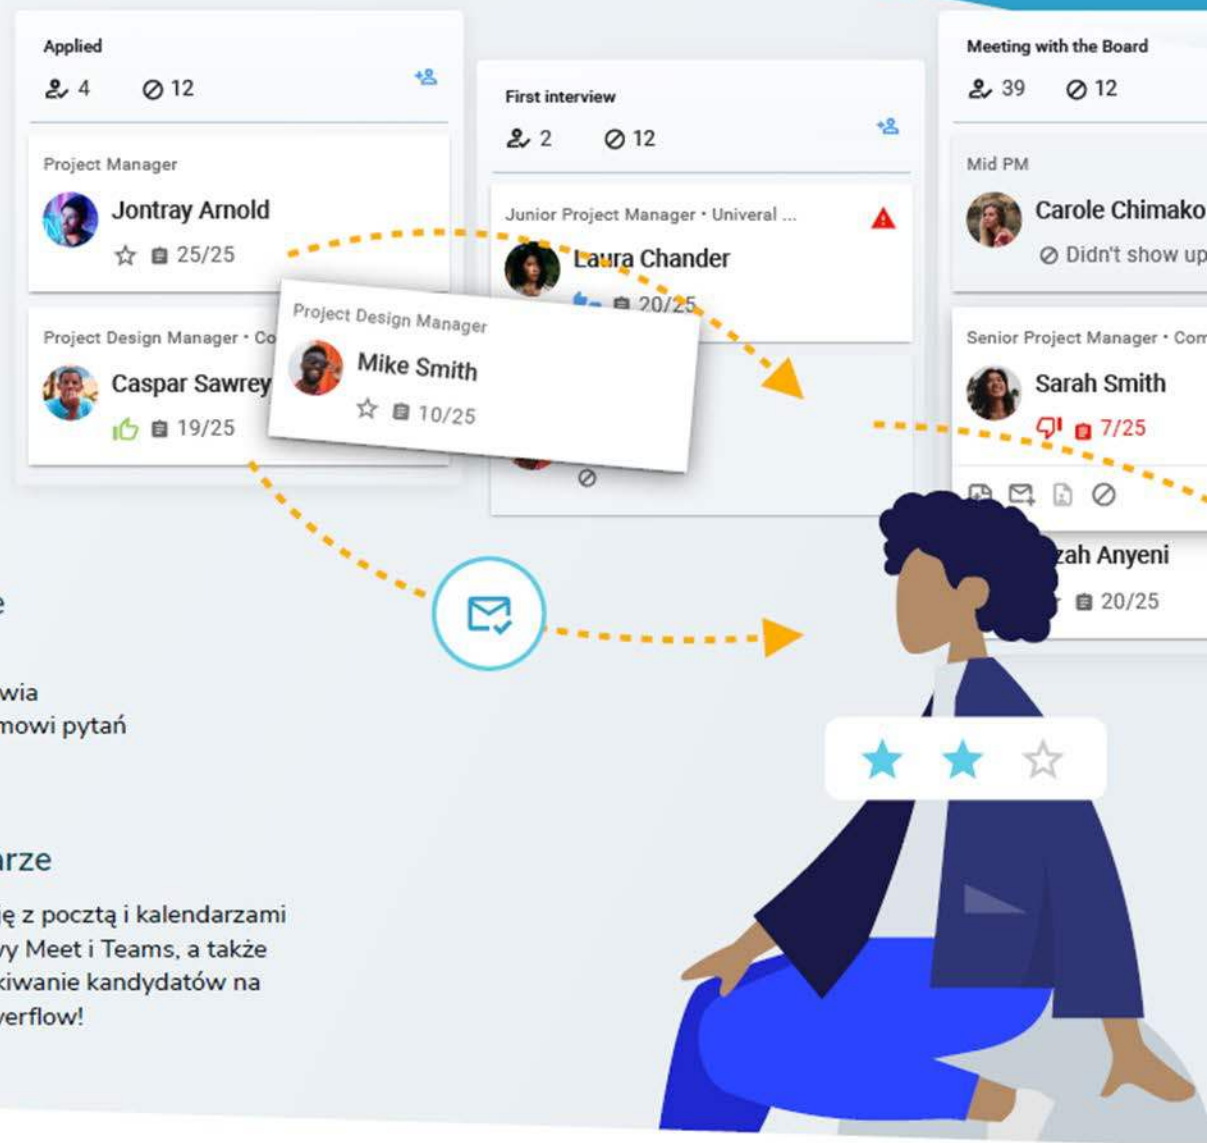 Applied
4 12
Project Manager
Jontray Arnold
25/25
Project Design Manager • Co
Caspar Sawrey
19/25
Project Design Manager
Mike Smith
10/25
First interview
2 12
Junior Project Manager • Univeral ...
Laura Chander
20/25
Meeting with the Board
39 12
Mid PM
Carole Chimako
Didn't show up
Senior Project Manager • Com
Sarah Smith
7/25
zah Anyeni
20/25
e
wia
mowi pytań
arze
ję z pocztą i kalendarzami
wy Meet i Teams, a także
kiwanie kandydatów na
verflow!